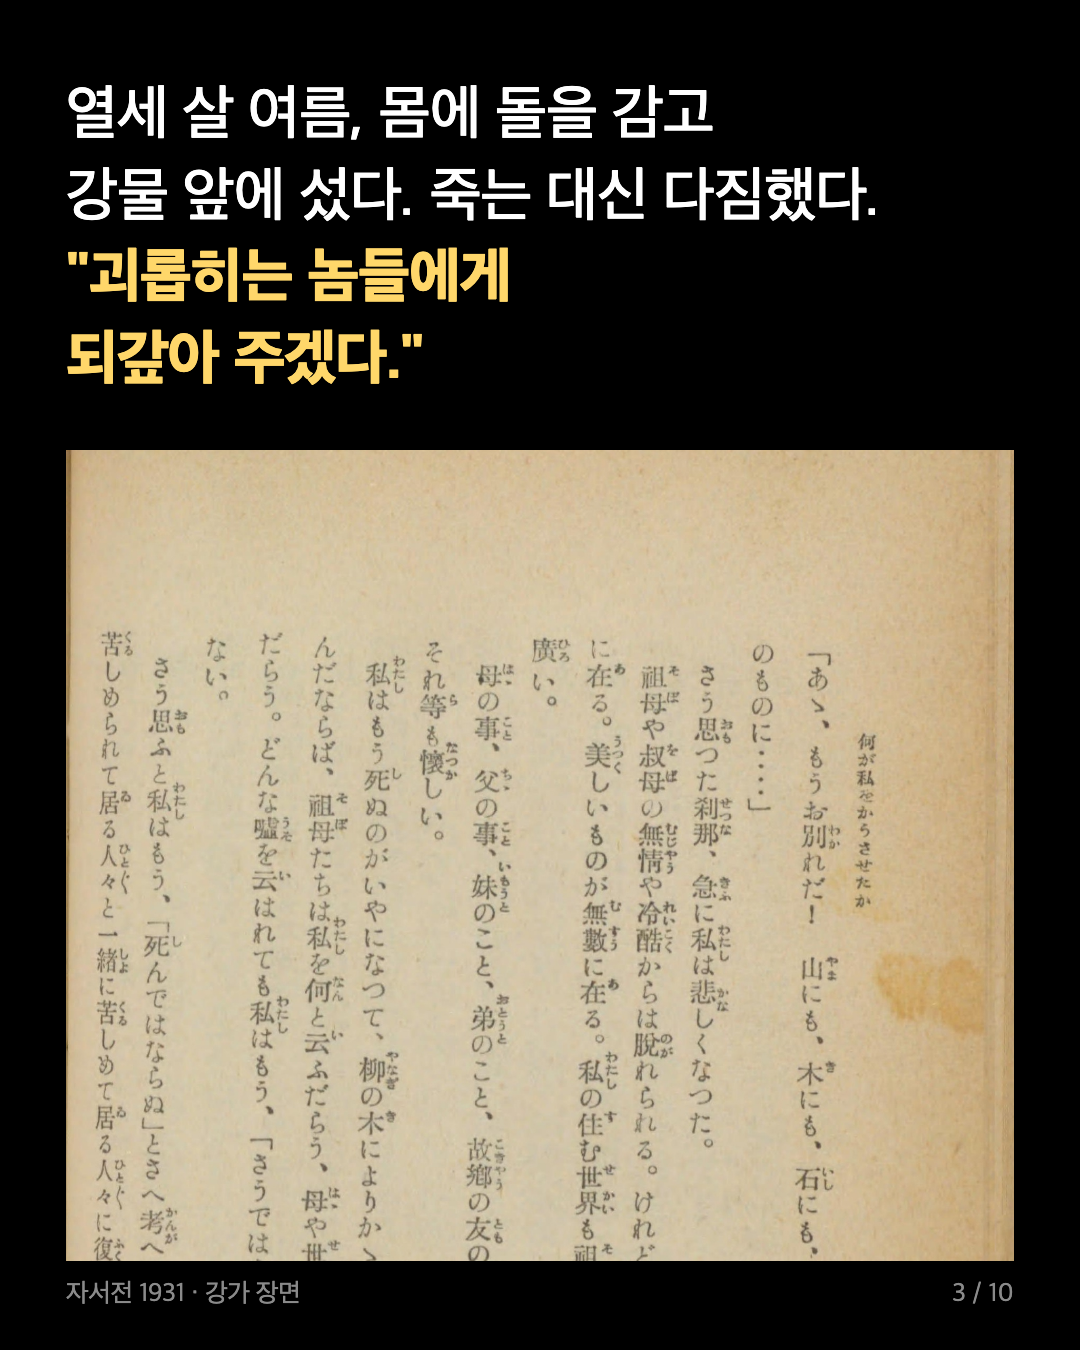 열세 살 여름, 몸에 돌을 감고
강물 앞에 섰다. 죽는 대신 다짐했다.
"괴롭히는 놈들에게
되갚아 주겠다."
何が私をからさせたか
「あゝ、もうお別れだ！　山にも、木にも、石にも、
のものに・・・・」
さう思つた刹那、急に私は悲しくなつた。
祖母や叔母の無情や冷酷からは脱れられる。けれど
に在る。美しいものが無數に在る。私の住む世界も祖
廣い。
母の事、父の事、妹のこと、弟のこと、故鄕の友の
それ等も懷しい。
私はもう死ぬのがいやになつて、柳の木によりかゝ
んだならば、祖母たちは私を何と云ふだらう、母や世
だらう。どんな噓を云はれても私はもう、「さうでは
ない。
さう思ふと私はもう、「死んではならぬ」とさへ考へ
苦しめられて居る人々と一緒に苦しめて居る人々に復
자서전 1931 · 강가 장면
3 / 10